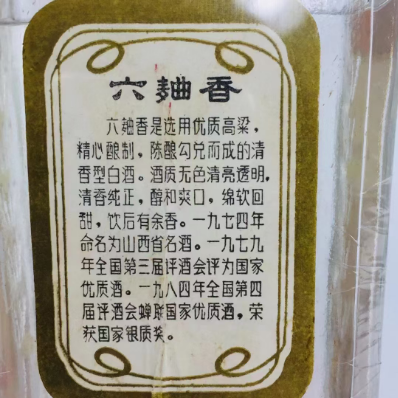 六麯香
六麯香是选用优质高粱，
精心酿制，陈酿勾兑而成的清
香型白酒。酒质无色清亮透明，
清香纯正，醇和爽口，绵软回
甜，饮后有余香。一九七四年
命名为山西省名酒。一九七九
年全国第三届评酒会评为国家
优质酒。一九八四年全国第四
届评酒会蝉联国家优质酒，荣
获国家银质奖。